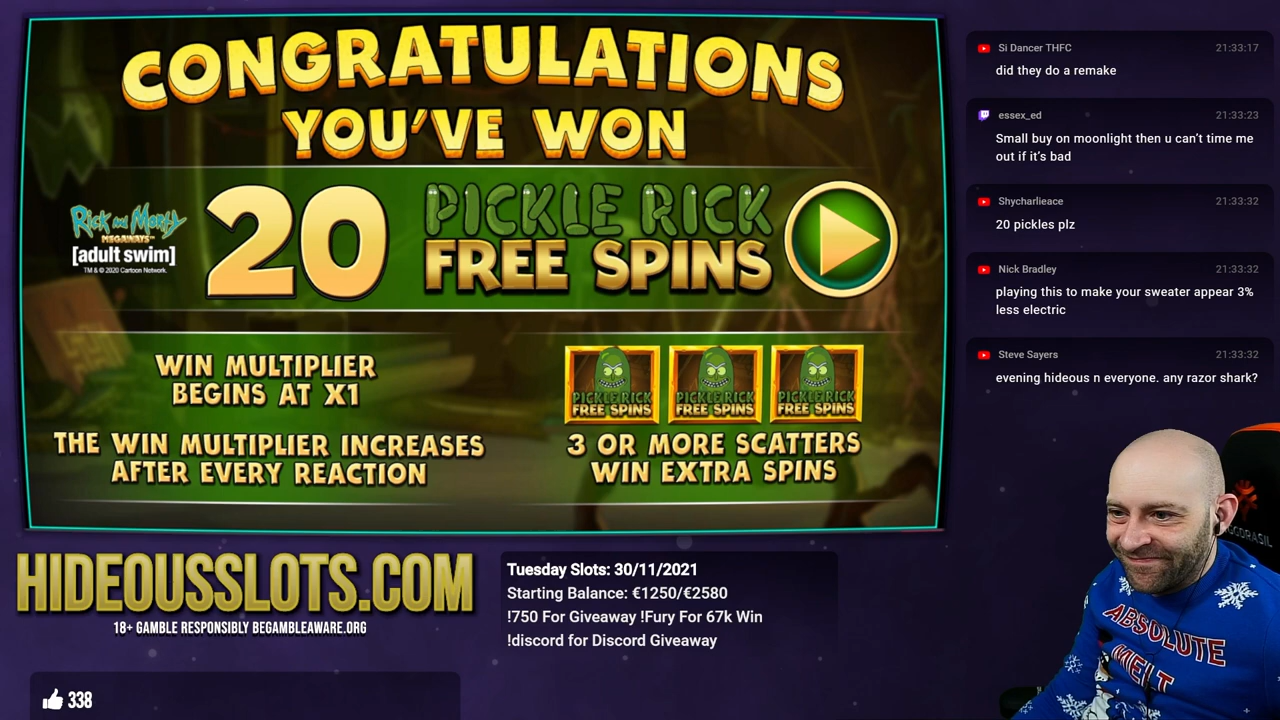 CONGRATULATIONS
YOU'VE WON
Rick and Morty
MEGAWAYS™
[adult swim]
TM & © 2020 Cartoon Network.
20
PICKLE RICK
FREE SPINS
WIN MULTIPLIER
BEGINS AT X1
THE WIN MULTIPLIER INCREASES
AFTER EVERY REACTION
PICKLE RICK
FREE SPINS
PICKLE RICK
FREE SPINS
PICKLE RICK
FREE SPINS
3 OR MORE SCATTERS
WIN EXTRA SPINS
Si Dancer THFC 21:33:17
did they do a remake
essex_ed 21:33:23
Small buy on moonlight then u can't time me
out if it's bad
Shycharlieace 21:33:32
20 pickles plz
Nick Bradley 21:33:32
playing this to make your sweater appear 3%
less electric
Steve Sayers 21:33:32
evening hideous n everyone. any razor shark?
HIDEOUSSLOTS.COM
18+ GAMBLE RESPONSIBLY BEGAMBLEAWARE.ORG
Tuesday Slots: 30/11/2021
Starting Balance: €1250/€2580
!750 For Giveaway !Fury For 67k Win
!discord for Discord Giveaway
338
ABSOLUTE
MELT